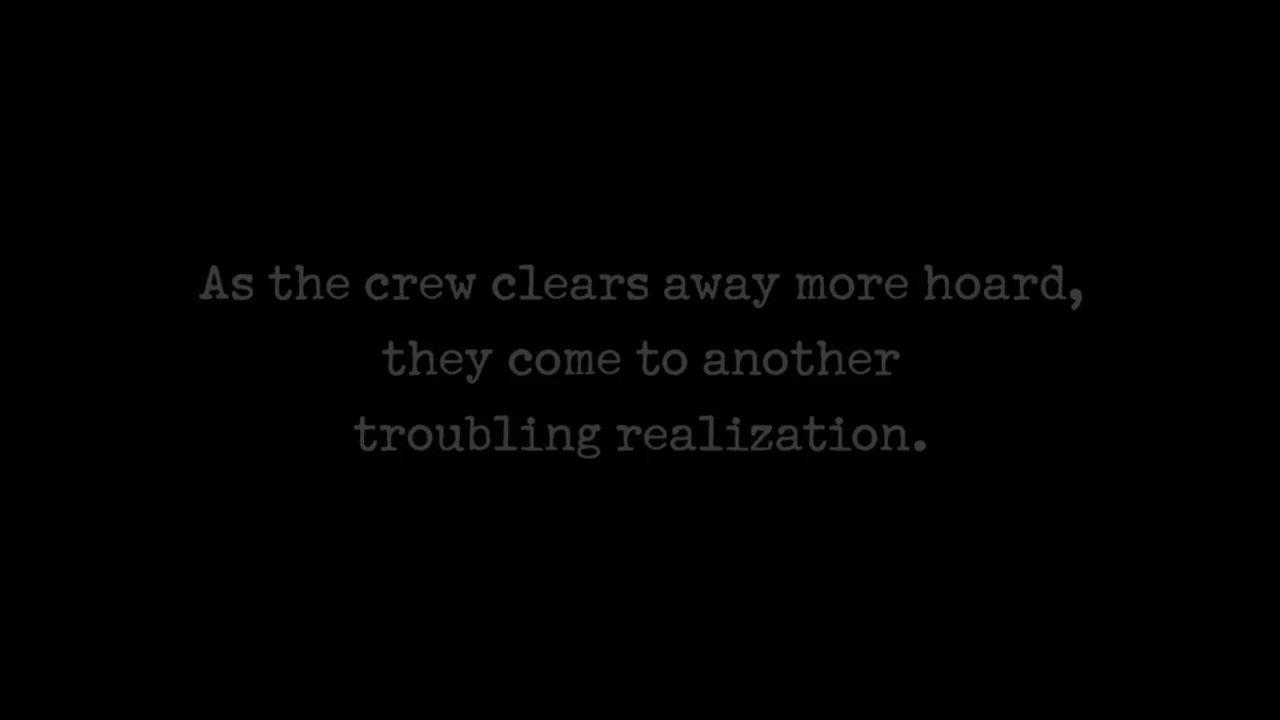 As the crew clears away more hoard,
they come to another
troubling realization.